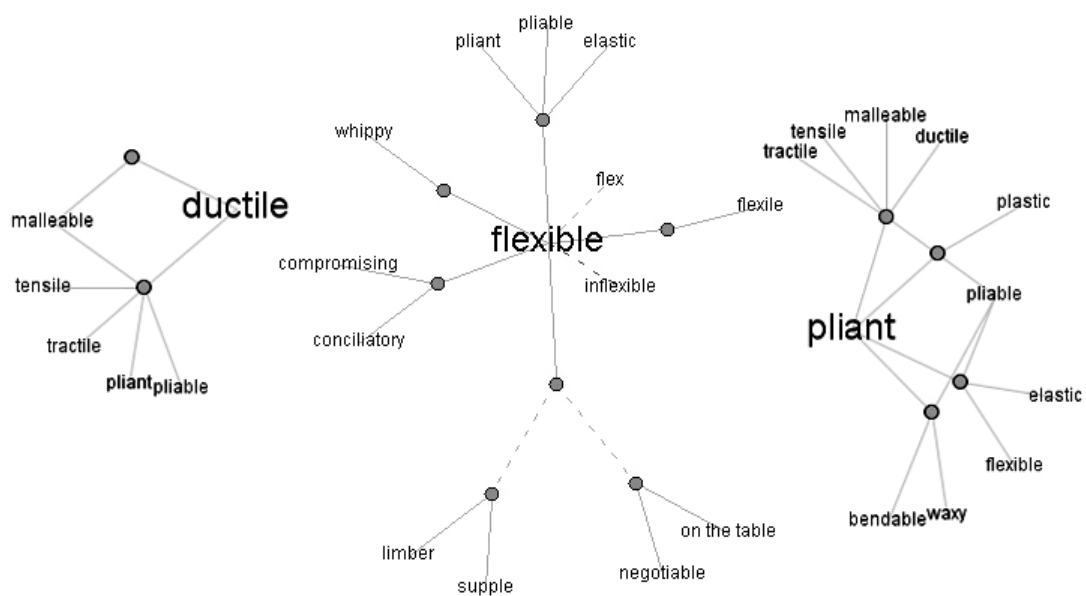 malleable
ductile
tensile
tractile
pliant
pliable
pliant
pliable
elastic
whippy
flex
flexile
flexible
compromising
inflexible
conciliatory
limber
supple
negotiable
on the table
malleable
tensile
ductile
tractile
plastic
pliable
pliant
elastic
flexible
bendable
waxy